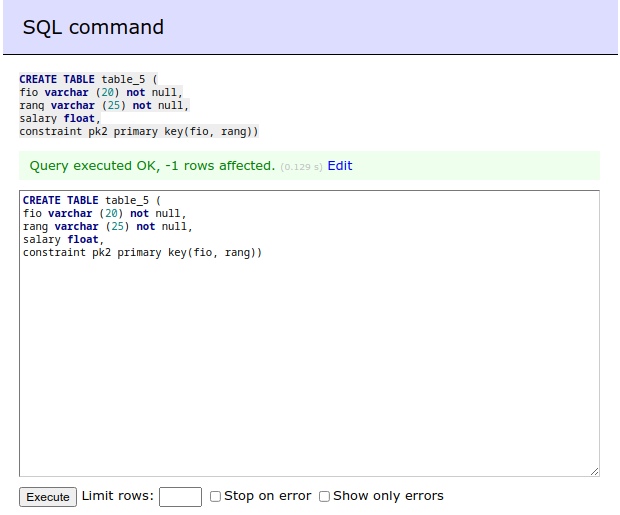 SQL command
CREATE TABLE table_5 (
fio varchar (20) not null,
rang varchar (25) not null,
salary float,
constraint pk2 primary key(fio, rang))
Query executed OK, -1 rows affected. (0.129 s) Edit
CREATE TABLE table_5 (
fio varchar (20) not null,
rang varchar (25) not null,
salary float,
constraint pk2 primary key(fio, rang))
Execute Limit rows: Stop on error Show only errors